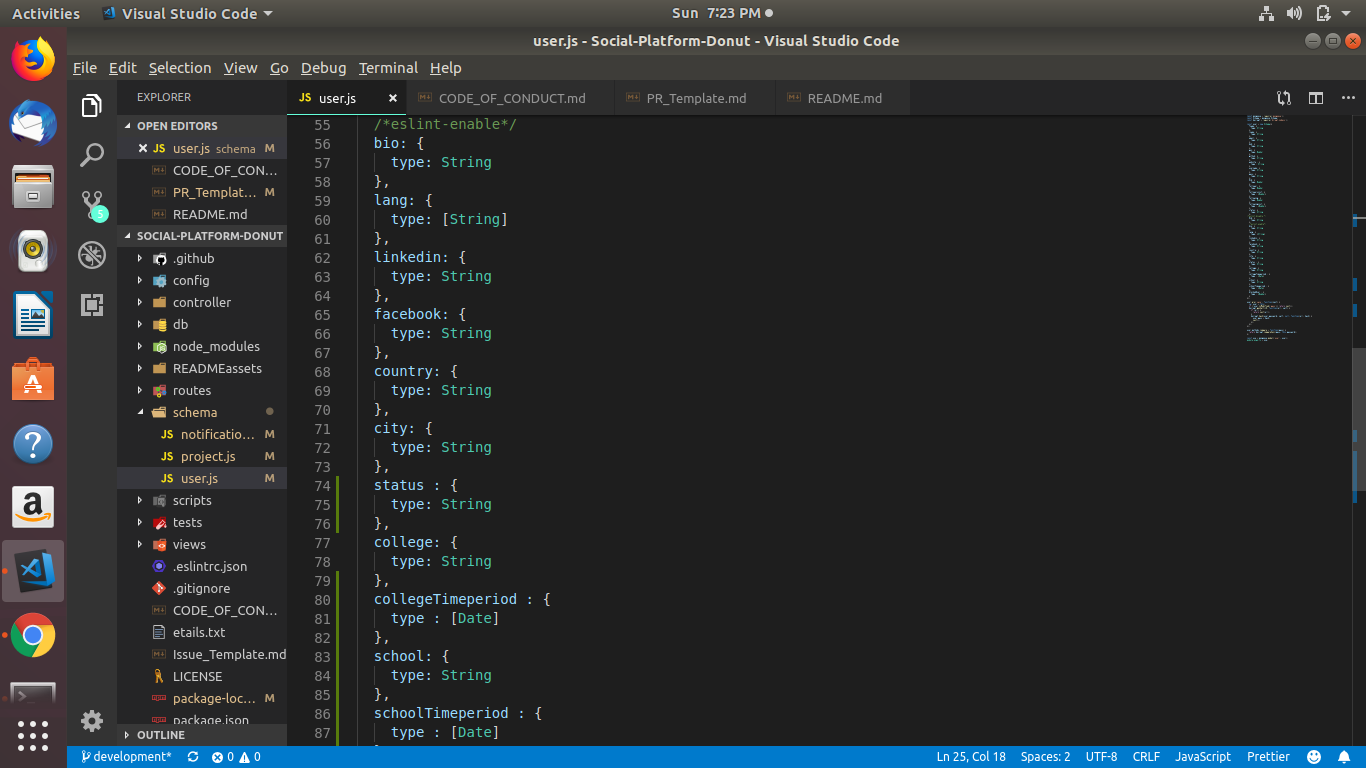 Activities Visual Studio Code Sun 7:23 PM
user.js - Social-Platform-Donut - Visual Studio Code
File Edit Selection View Go Debug Terminal Help
EXPLORER
OPEN EDITORS
user.js schema M
CODE_OF_CON...
PR_Templat... M
README.md
5
SOCIAL-PLATFORM-DONUT
.github
config
controller
db
node_modules
READMEassets
routes
schema
JS notificatio... M
JS project.js M
JS user.js M
scripts
tests
views
.eslintrc.json
.gitignore
CODE_OF_CON...
etails.txt
Issue_Template.md
LICENSE
package-loc... M
package.json
OUTLINE
JS user.js CODE_OF_CONDUCT.md PR_Template.md README.md
55 /*eslint-enable*/
56 bio: {
57 type: String
58 },
59 lang: {
60 type: [String]
61 },
62 linkedin: {
63 type: String
64 },
65 facebook: {
66 type: String
67 },
68 country: {
69 type: String
70 },
71 city: {
72 type: String
73 },
74 status : {
75 type: String
76 },
77 college: {
78 type: String
79 },
80 collegeTimeperiod : {
81 type : [Date]
82 },
83 school: {
84 type: String
85 },
86 schoolTimeperiod : {
87 type : [Date]
development* 0 0 Ln 25, Col 18 Spaces: 2 UTF-8 CRLF JavaScript Prettier